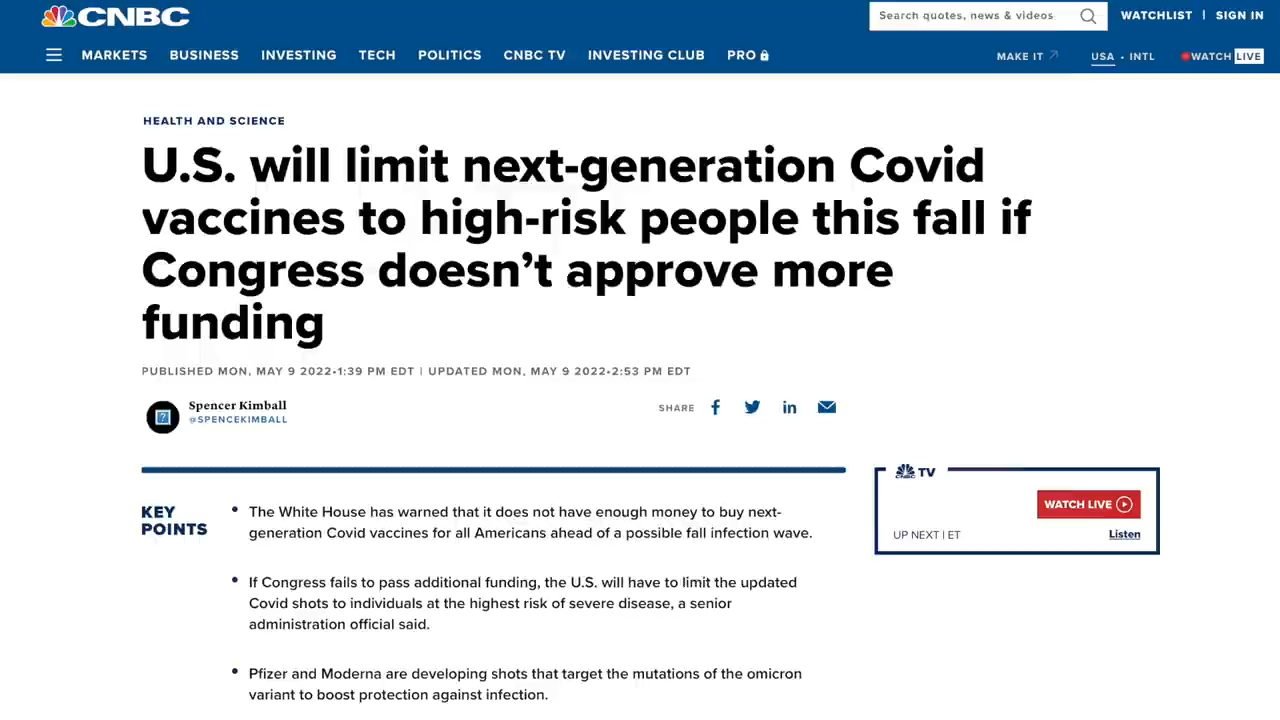 CNBC
Search quotes, news & videos
WATCHLIST | SIGN IN
MARKETS BUSINESS INVESTING TECH POLITICS CNBC TV INVESTING CLUB PRO
MAKE IT USA • INTL WATCH LIVE
HEALTH AND SCIENCE
U.S. will limit next-generation Covid
vaccines to high-risk people this fall if
Congress doesn’t approve more
funding
PUBLISHED MON, MAY 9 2022•1:39 PM EDT | UPDATED MON, MAY 9 2022•2:53 PM EDT
Spencer Kimball
@SPENCEKIMBALL
SHARE
KEY
POINTS
• The White House has warned that it does not have enough money to buy next-
generation Covid vaccines for all Americans ahead of a possible fall infection wave.
• If Congress fails to pass additional funding, the U.S. will have to limit the updated
Covid shots to individuals at the highest risk of severe disease, a senior
administration official said.
• Pfizer and Moderna are developing shots that target the mutations of the omicron
variant to boost protection against infection.
CNBC TV
WATCH LIVE
UP NEXT | ET
Listen